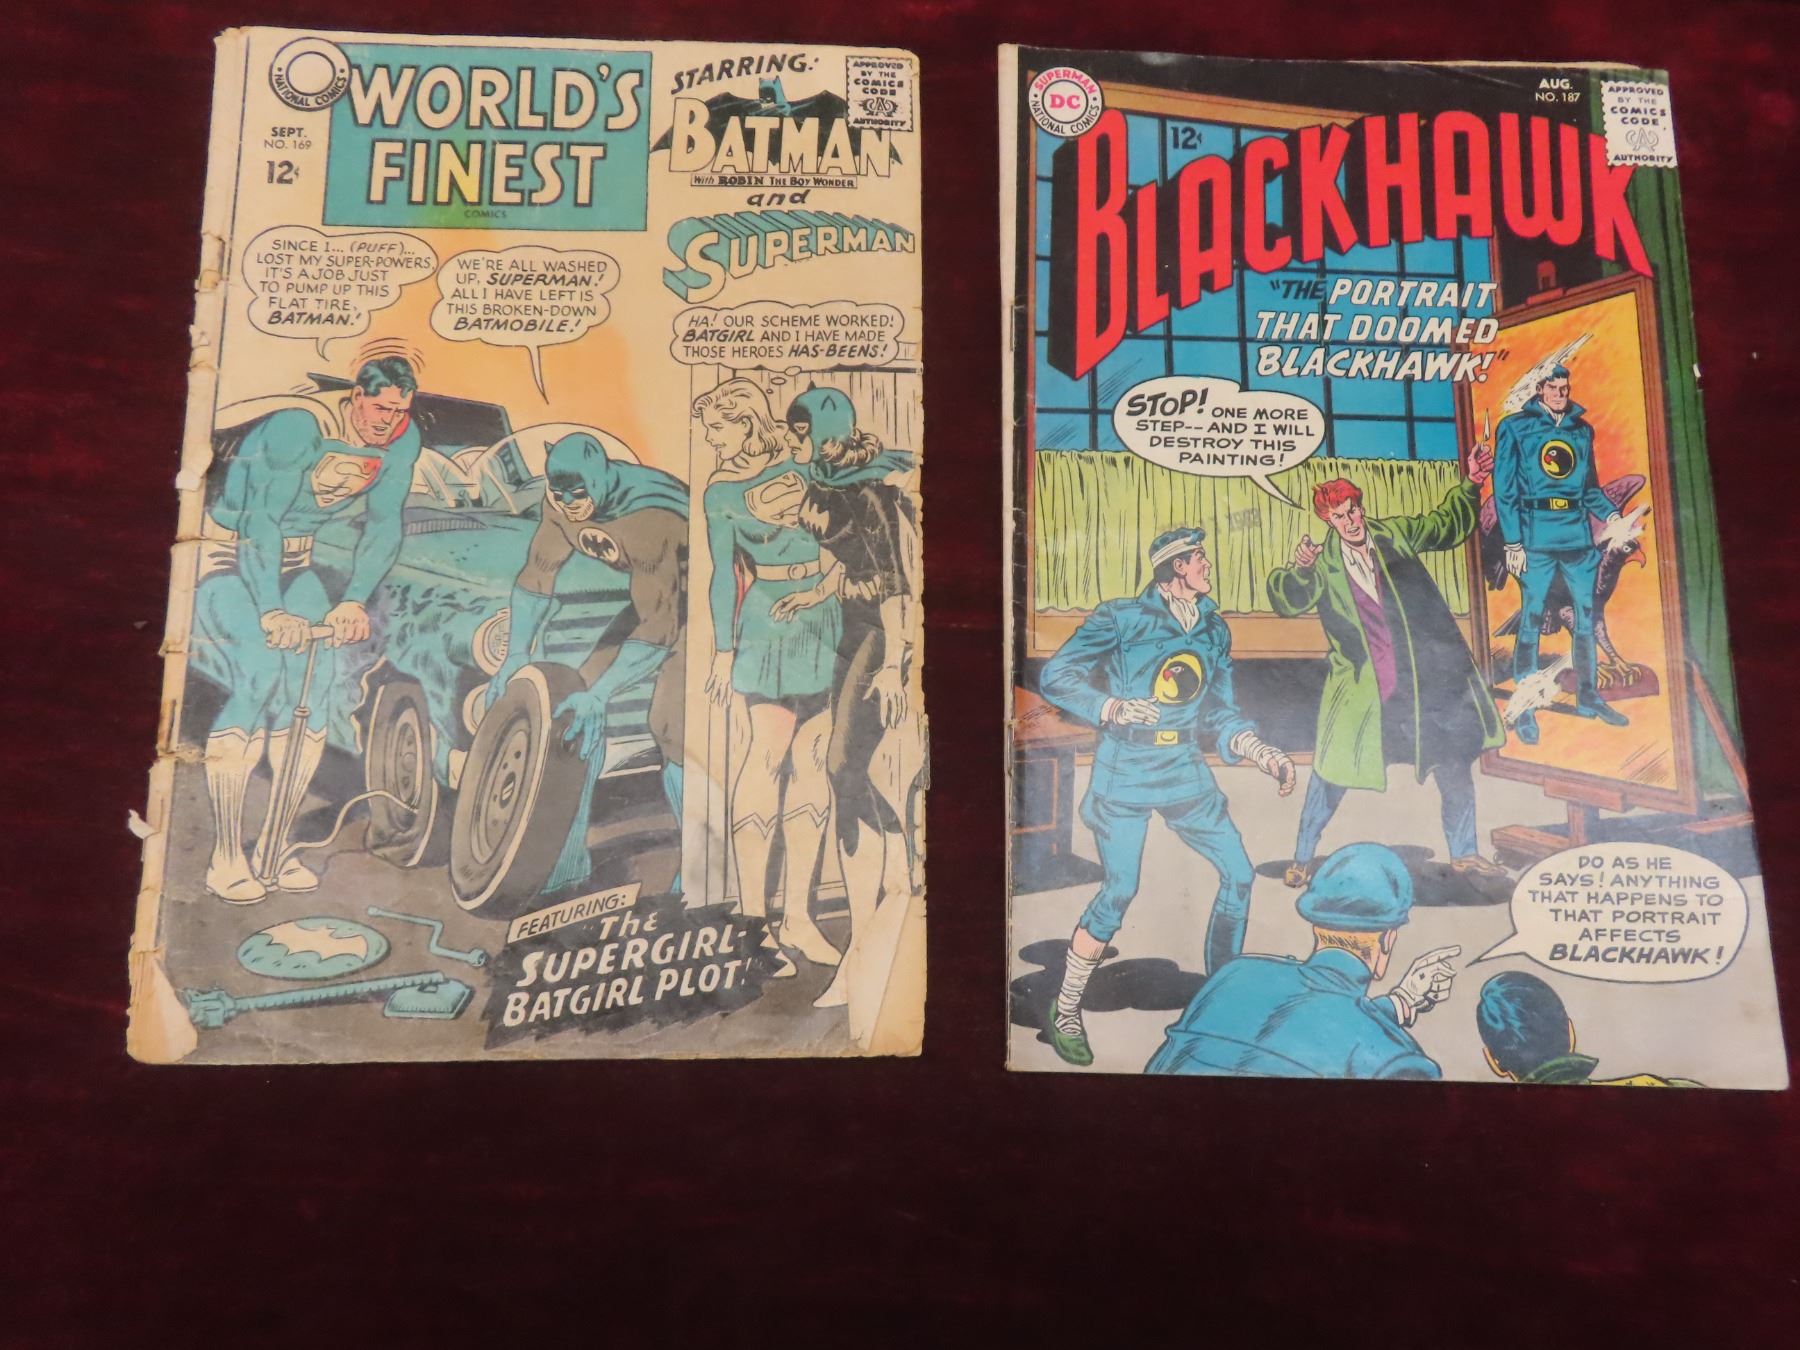 NATIONAL COMICS
SEPT.
NO. 169
12¢
WORLD'S
FINEST
COMICS
STARRING:
BATMAN
With ROBIN THE BOY WONDER
and
SUPERMAN
APPROVED
BY THE
COMICS
CODE
CA
AUTHORITY
SINCE I... (PUFF)...
LOST MY SUPER-POWERS,
IT'S A JOB JUST
TO PUMP UP THIS
FLAT TIRE,
BATMAN!
WE'RE ALL WASHED
UP, SUPERMAN!
ALL I HAVE LEFT IS
THIS BROKEN-DOWN
BATMOBILE!
HA! OUR SCHEME WORKED!
BATGIRL AND I HAVE MADE
THOSE HEROES HAS-BEENS!
S
FEATURING:
"The
SUPERGIRL-
BATGIRL PLOT!"
SUPERMAN
DC
NATIONAL COMICS
12¢
AUG.
NO. 187
APPROVED
BY THE
COMICS
CODE
CA
AUTHORITY
BLACKHAWK
"THE PORTRAIT
THAT DOOMED
BLACKHAWK!"
STOP! ONE MORE
STEP--AND I WILL
DESTROY THIS
PAINTING!
DO AS HE
SAYS! ANYTHING
THAT HAPPENS TO
THAT PORTRAIT
AFFECTS
BLACKHAWK!